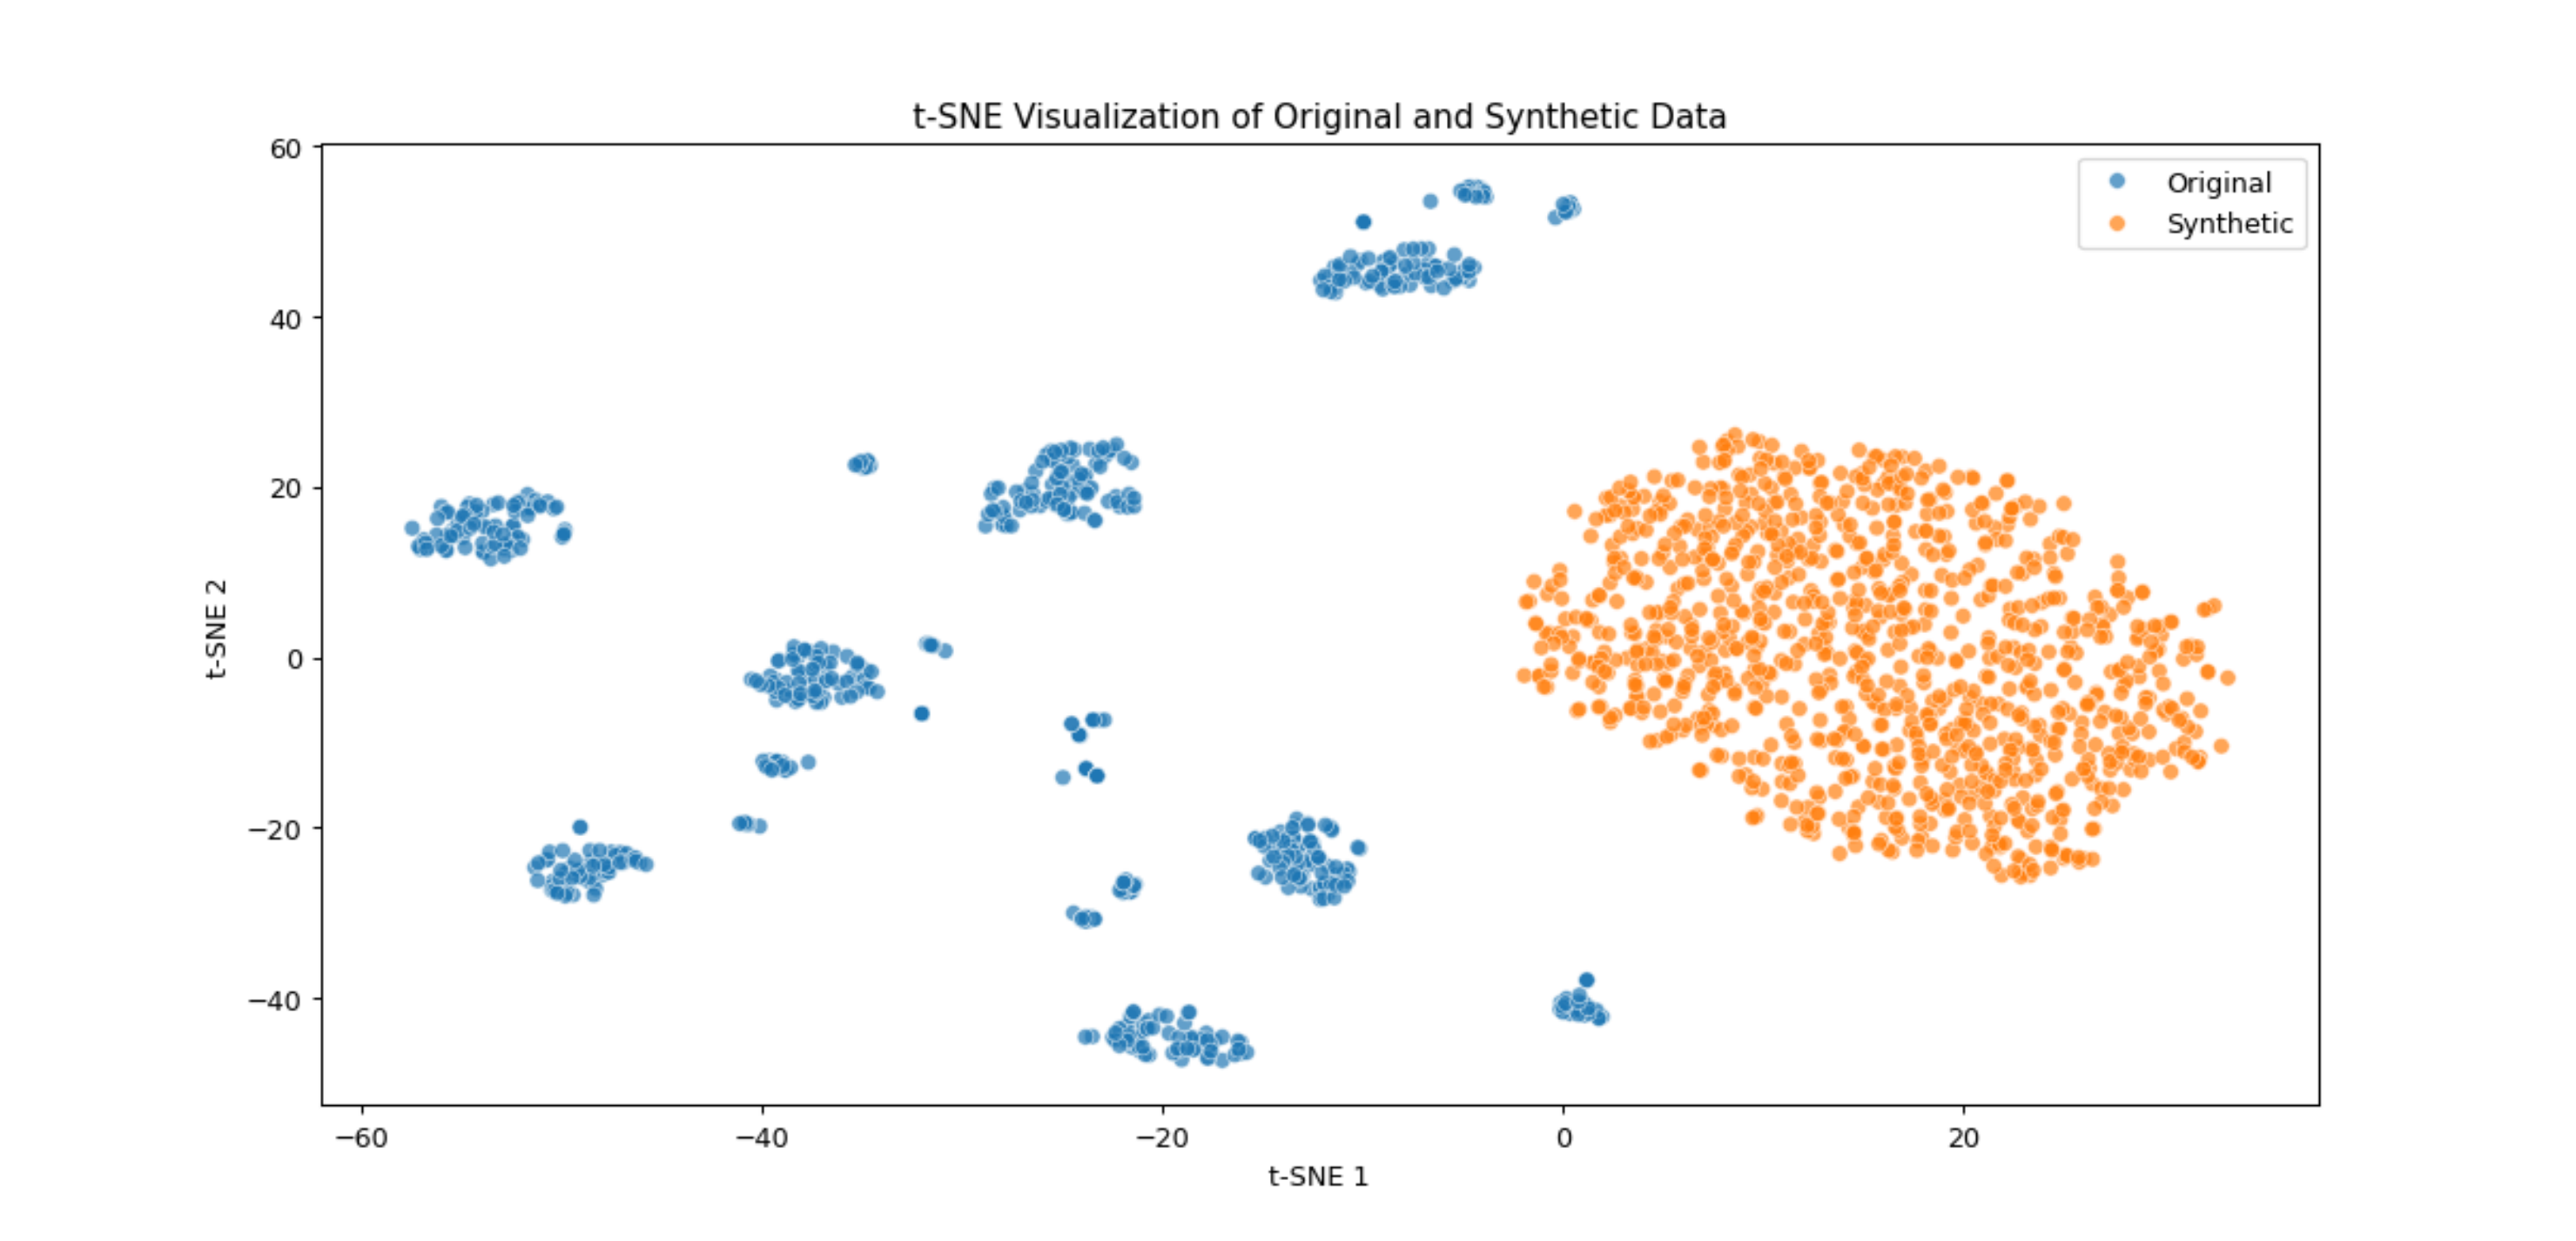 t-SNE Visualization of Original and Synthetic Data
Original
Synthetic
60
40
20
0
−20
−40
t-SNE 2
−60
−40
−20
0
20
t-SNE 1